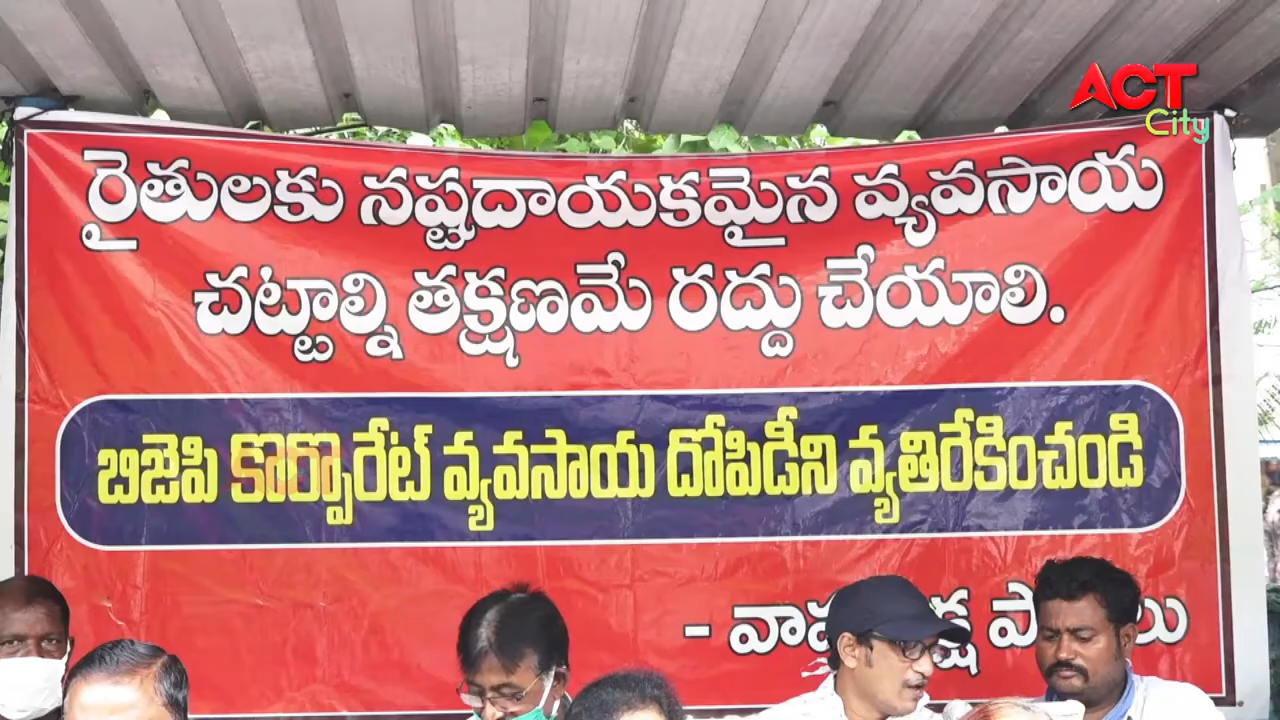 ACT
City
రైతులకు నష్టదాయకమైన వ్యవసాయ
చట్టాల్ని తక్షణమే రద్దు చేయాలి.
బిజెపి కార్పొరేట్ వ్యవసాయ దోపిడీని వ్యతిరేకించండి